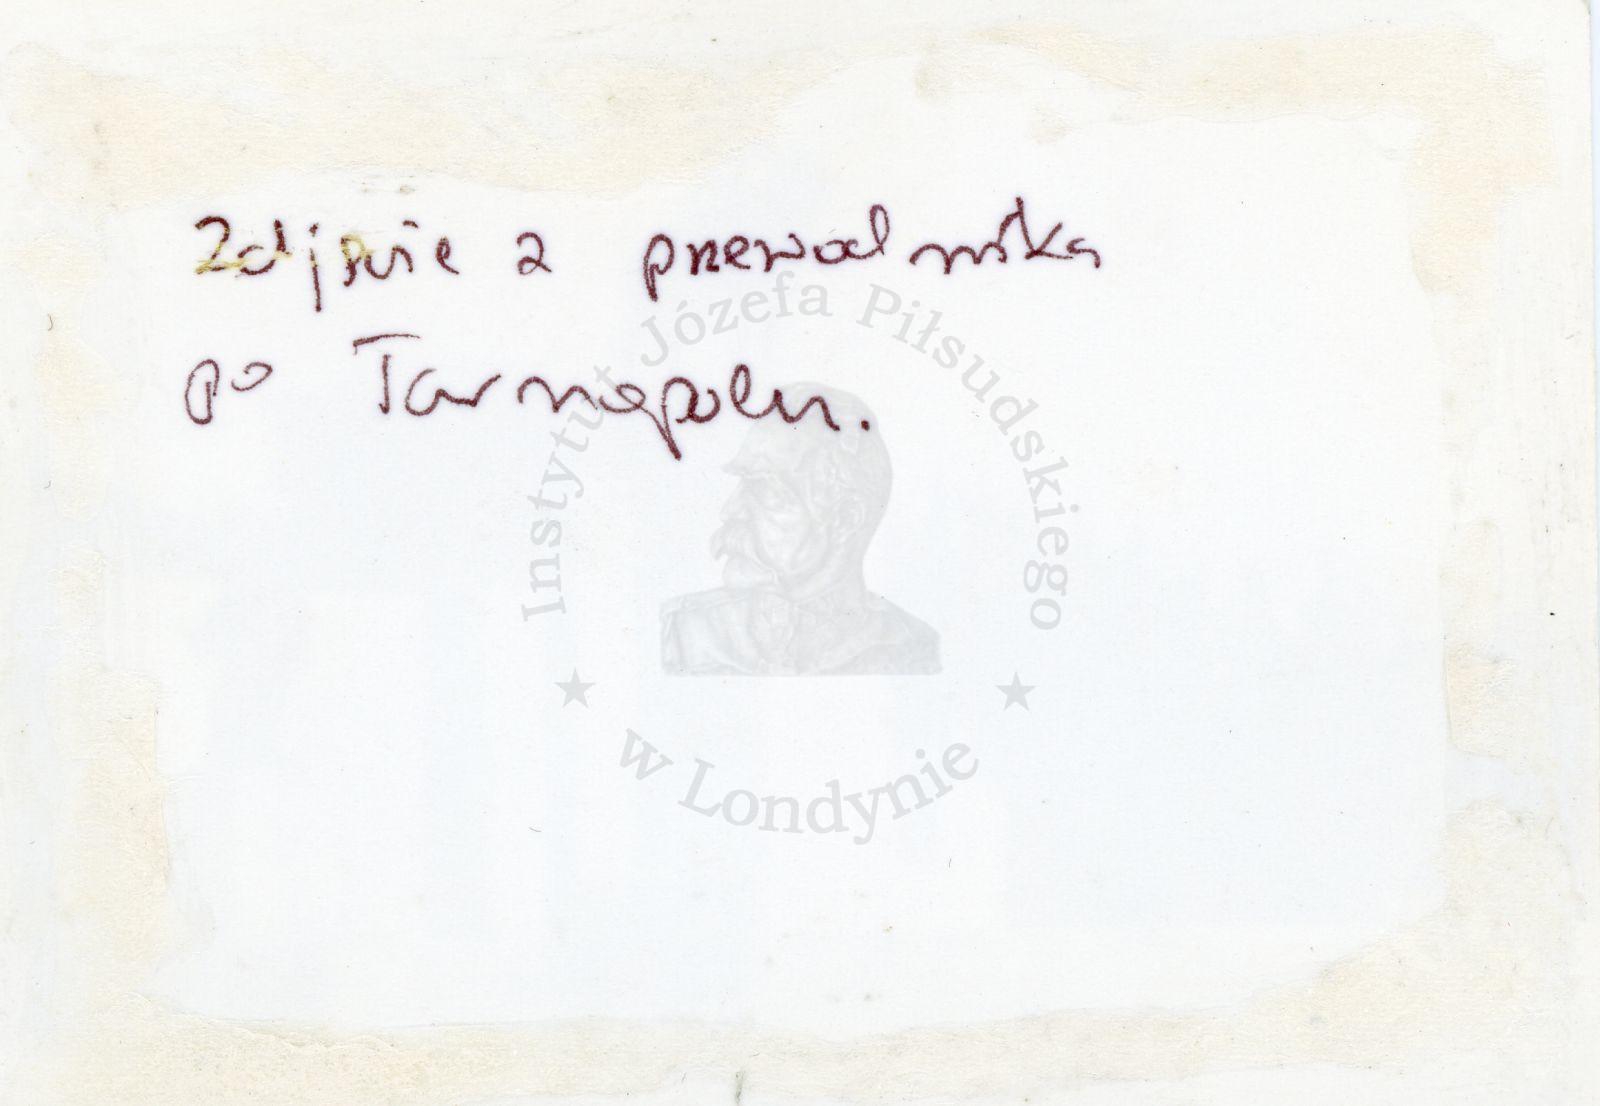 Zdjęcie z przewodnika
po Tarnopolu.
Instytut Józefa Piłsudskiego
w Londynie